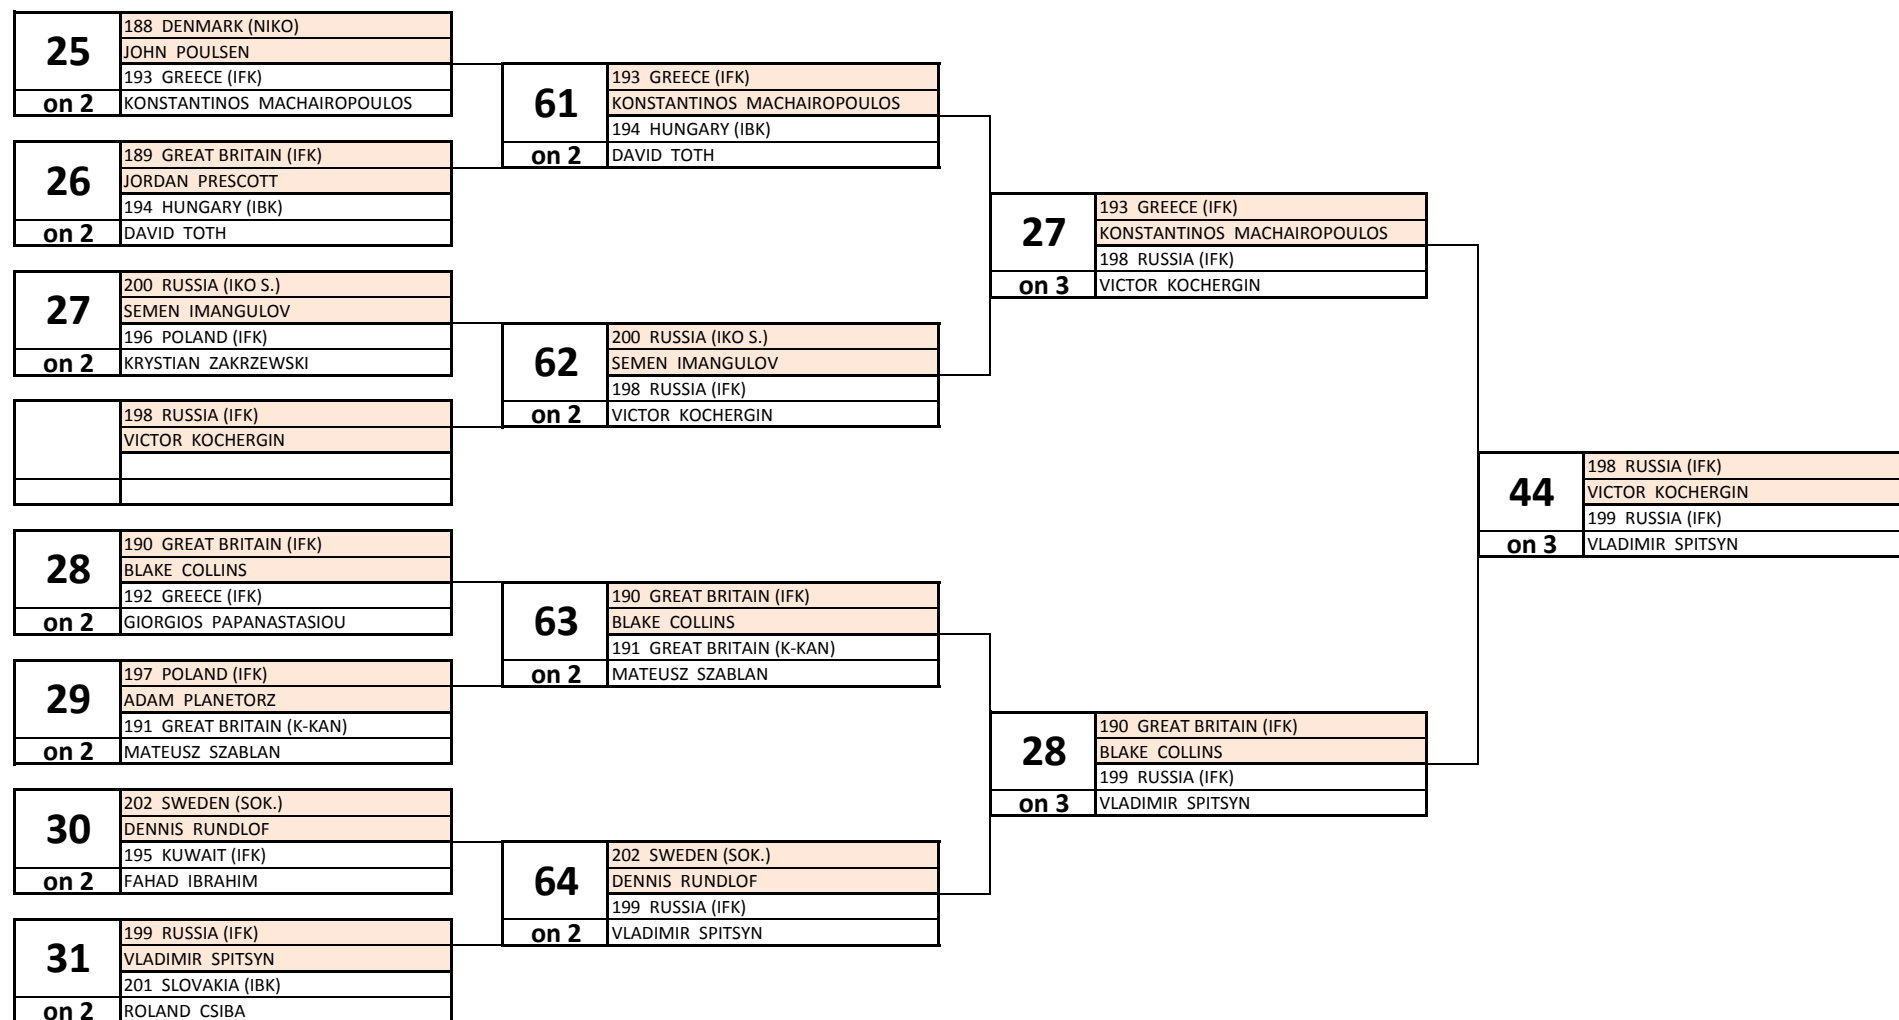 25
188 DENMARK (NIKO)
JOHN POULSEN
193 GREECE (IFK)
on 2
KONSTANTINOS MACHAIROPOULOS
26
189 GREAT BRITAIN (IFK)
JORDAN PRESCOTT
194 HUNGARY (IBK)
on 2
DAVID TOTH
27
200 RUSSIA (IKO S.)
SEMEN IMANGULOV
196 POLAND (IFK)
on 2
KRYSTIAN ZAKRZEWSKI
198 RUSSIA (IFK)
VICTOR KOCHERGIN
28
190 GREAT BRITAIN (IFK)
BLAKE COLLINS
192 GREECE (IFK)
on 2
GIORGIOS PAPANASTASIOU
29
197 POLAND (IFK)
ADAM PLANETORZ
191 GREAT BRITAIN (K-KAN)
on 2
MATEUSZ SZABLAN
30
202 SWEDEN (SOK.)
DENNIS RUNDLOF
195 KUWAIT (IFK)
on 2
FAHAD IBRAHIM
31
199 RUSSIA (IFK)
VLADIMIR SPITSYN
201 SLOVAKIA (IBK)
on 2
ROLAND CSIBA
61
193 GREECE (IFK)
KONSTANTINOS MACHAIROPOULOS
194 HUNGARY (IBK)
on 2
DAVID TOTH
62
200 RUSSIA (IKO S.)
SEMEN IMANGULOV
198 RUSSIA (IFK)
on 2
VICTOR KOCHERGIN
63
190 GREAT BRITAIN (IFK)
BLAKE COLLINS
191 GREAT BRITAIN (K-KAN)
on 2
MATEUSZ SZABLAN
64
202 SWEDEN (SOK.)
DENNIS RUNDLOF
199 RUSSIA (IFK)
on 2
VLADIMIR SPITSYN
27
193 GREECE (IFK)
KONSTANTINOS MACHAIROPOULOS
198 RUSSIA (IFK)
on 3
VICTOR KOCHERGIN
28
190 GREAT BRITAIN (IFK)
BLAKE COLLINS
199 RUSSIA (IFK)
on 3
VLADIMIR SPITSYN
44
198 RUSSIA (IFK)
VICTOR KOCHERGIN
199 RUSSIA (IFK)
on 3
VLADIMIR SPITSYN